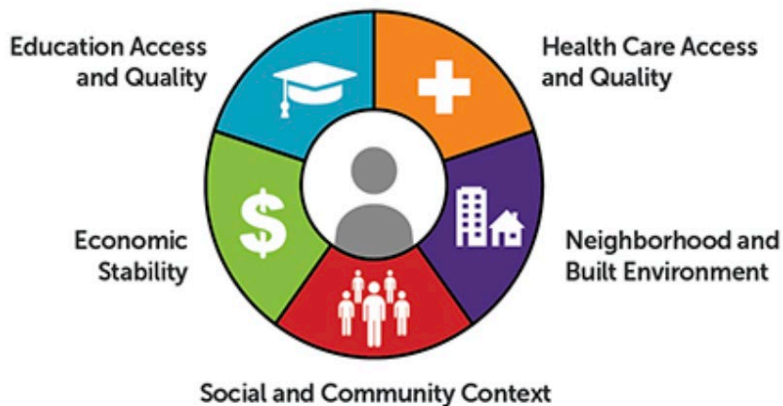 Education Access
and Quality
Health Care Access
and Quality
$
Economic
Stability
Neighborhood and
Built Environment
Social and Community Context